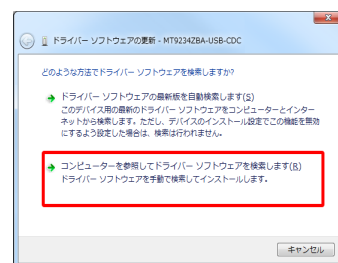 ドライバー ソフトウェアの更新 - MT9234ZBA-USB-CDC
どのような方法でドライバー ソフトウェアを検索しますか?
ドライバー ソフトウェアの最新版を自動検索します(S)
このデバイス用の最新のドライバー ソフトウェアをコンピューターとインター
ネットから検索します。ただし、デバイスのインストール設定でこの機能を無効
にするよう設定した場合は、検索は行われません。
コンピューターを参照してドライバー ソフトウェアを検索します(R)
ドライバー ソフトウェアを手動で検索してインストールします。
キャンセル